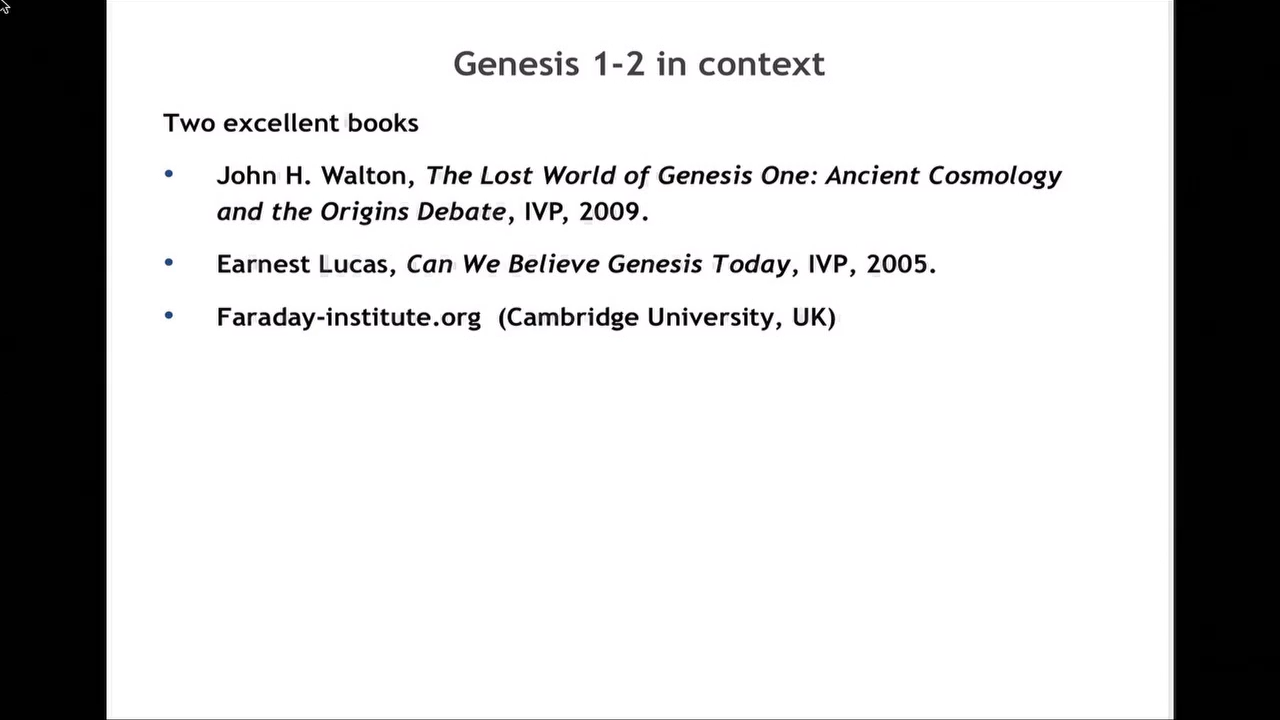 Genesis 1-2 in context
Two excellent books
• John H. Walton, The Lost World of Genesis One: Ancient Cosmology
and the Origins Debate, IVP, 2009.
• Earnest Lucas, Can We Believe Genesis Today, IVP, 2005.
• Faraday-institute.org (Cambridge University, UK)